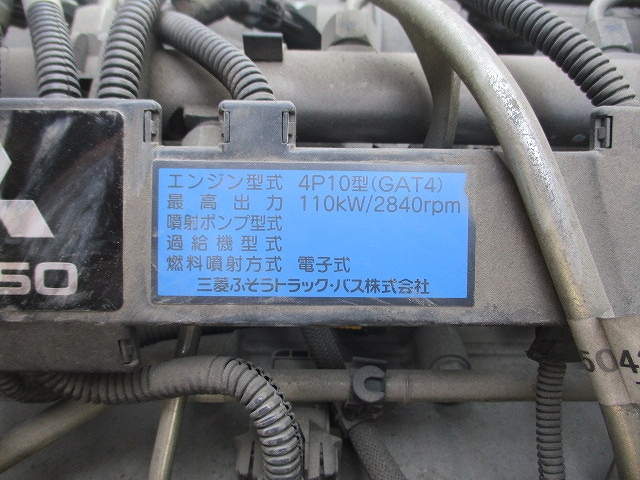 エンジン型式 4P10型(GAT4)
最高出力 110kW/2840rpm
噴射ポンプ型式
過給機型式
燃料噴射方式 電子式
三菱ふそうトラック・バス株式会社
50
504